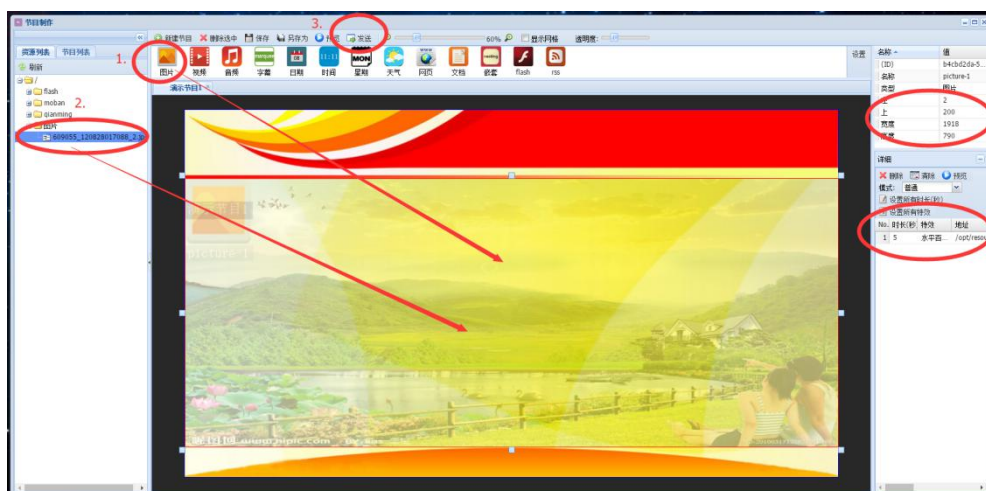 节目制作
3.
新建节目 删除选中 保存 另存为 预览 发送 60% 显示网格 透明度:
资源列表 节目列表
1.
图片 视频 音频 字幕 日期 时间 星期 天气 网页 文档 嵌套 flash rss
设置
刷新
/
flash
moban
2.
qianming
图片
609055_120828017088_2.jp
演示节目1
picture-1
名称 值
(ID) b4cbd2da-5...
名称 picture-1
类型 图片
左 2
上 200
宽度 1918
高度 790
详细
删除 清除 预览
模式: 普通
设置所有时长(秒)
设置所有特效
No. 时长(秒) 特效 地址
1 5 水平百... /opt/resou